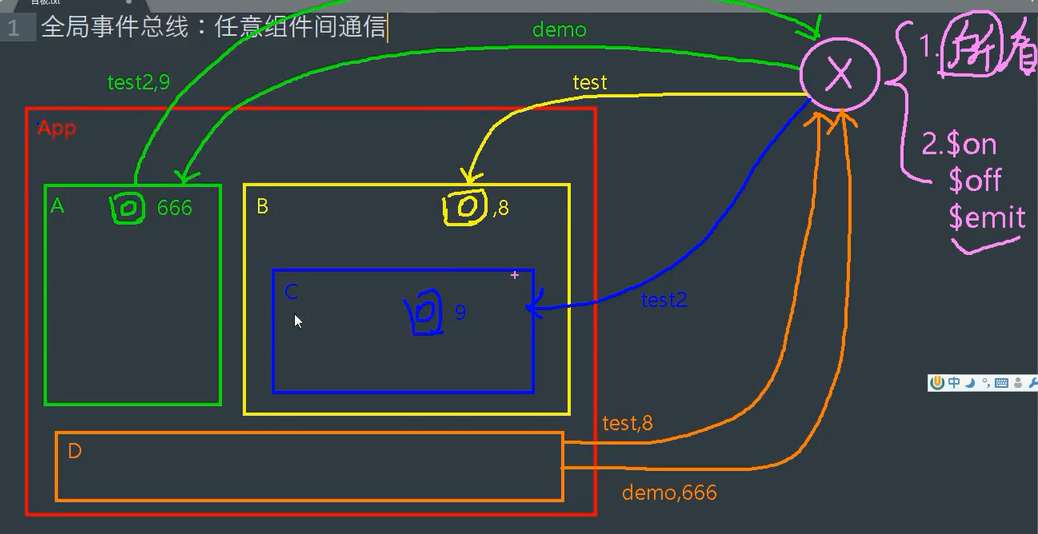 1 全局事件总线：任意组件间通信
demo
test2,9
test
1.所有
App
2.$on
$off
$emit
A
666
B
,8
C
9
test2
中
test,8
D
demo,666
X